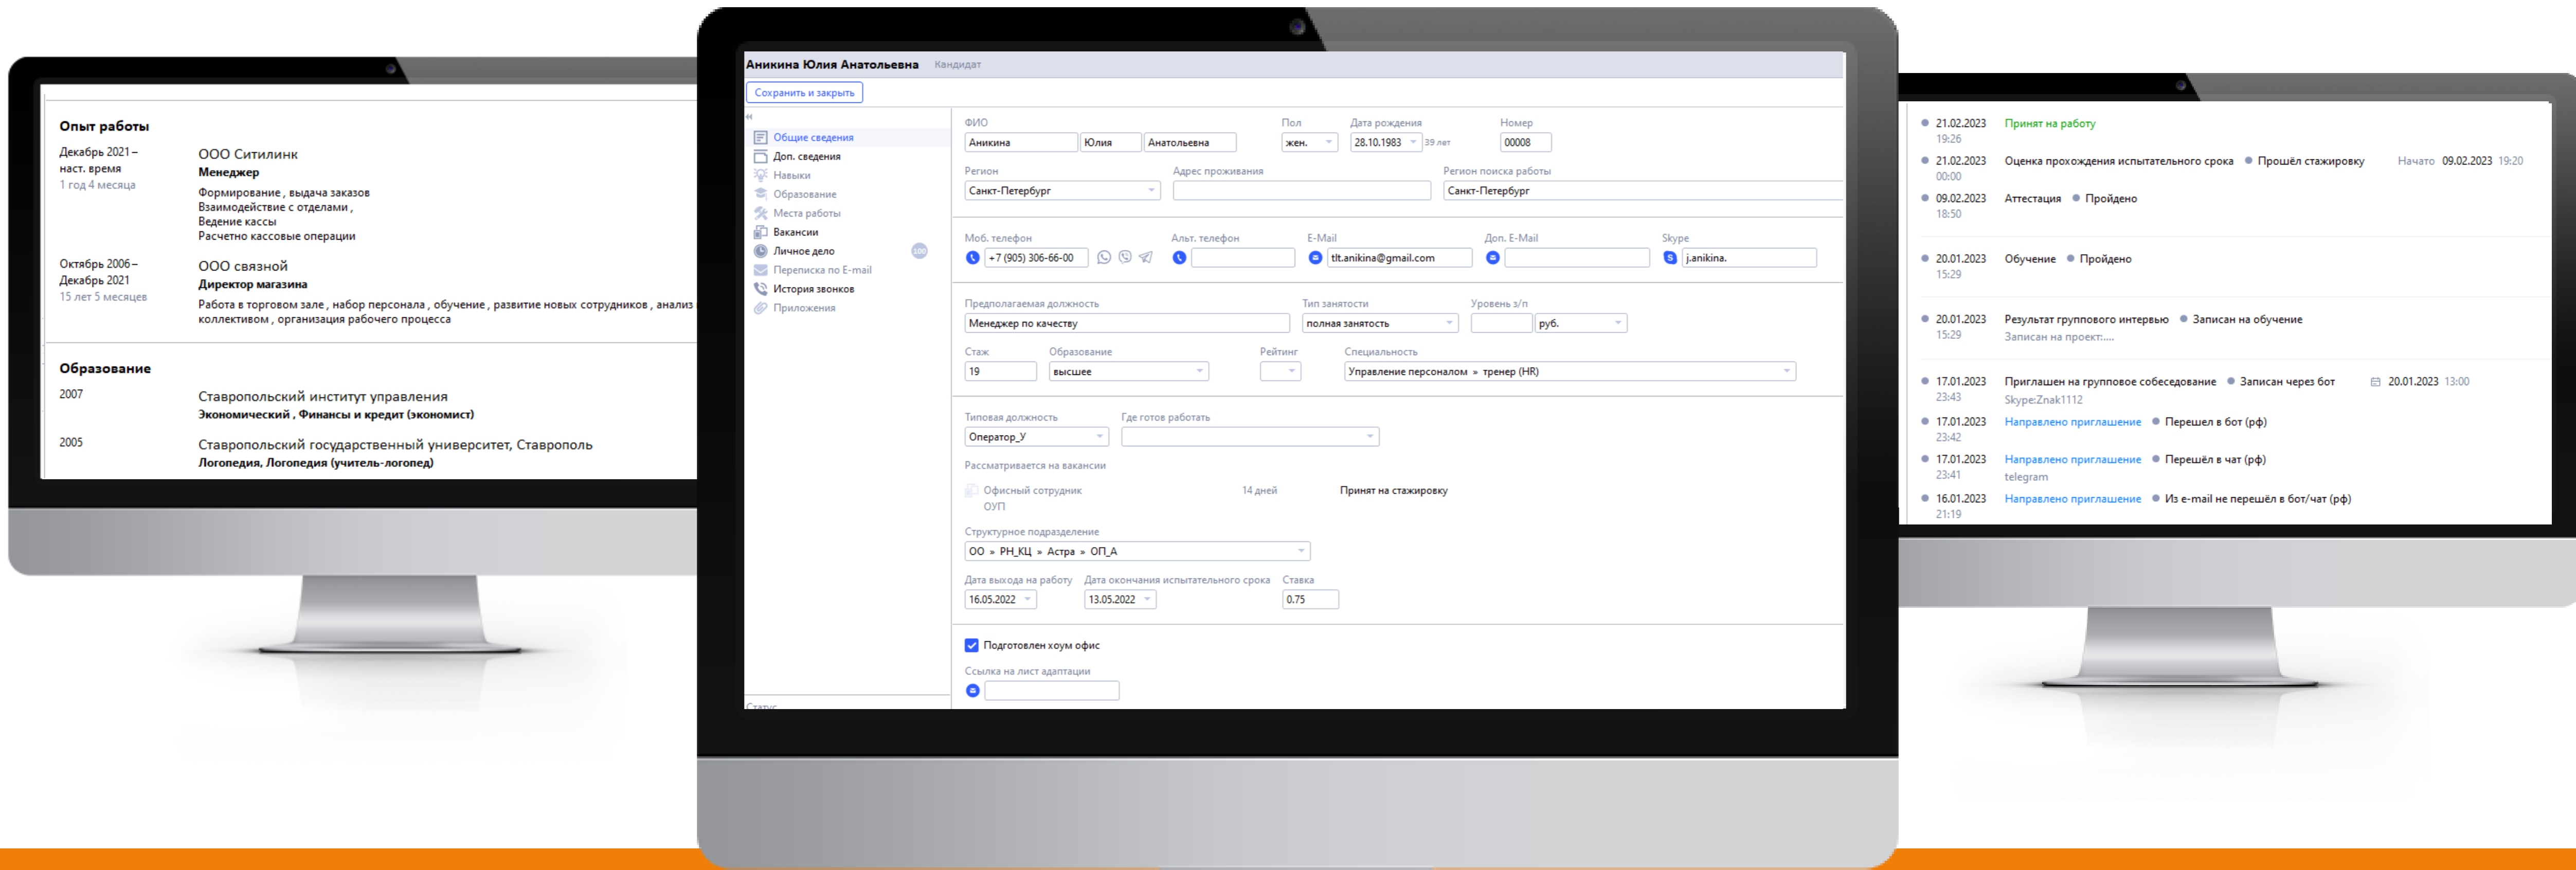 Опыт работы
Декабрь 2021 –
наст. время
1 год 4 месяца
ООО Ситилинк
Менеджер
Формирование , выдача заказов
Взаимодействие с отделами ,
Ведение кассы
Расчетно кассовые операции
Октябрь 2006 –
Декабрь 2021
15 лет 5 месяцев
ООО связной
Директор магазина
Работа в торговом зале , набор персонала , обучение , развитие новых сотрудников , анализ
коллективом , организация рабочего процесса
Образование
2007
Ставропольский институт управления
Экономический , Финансы и кредит (экономист)
2005
Ставропольский государственный университет, Ставрополь
Логопедия, Логопедия (учитель-логопед)
Аникина Юлия Анатольевна Кандидат
Сохранить и закрыть
Общие сведения
Доп. сведения
Навыки
Образование
Места работы
Вакансии
Личное дело 100
Переписка по E-mail
История звонков
Приложения
Статус
ФИО Пол Дата рождения Номер
Аникина Юлия Анатольевна жен. 28.10.1983 39 лет 00008
Регион Адрес проживания Регион поиска работы
Санкт-Петербург Санкт-Петербург
Моб. телефон Альт. телефон E-Mail Доп. E-Mail Skype
+7 (905) 306-66-00 tlt.anikina@gmail.com j.anikina.
Предполагаемая должность Тип занятости Уровень з/п
Менеджер по качеству полная занятость руб.
Стаж Образование Рейтинг Специальность
19 высшее Управление персоналом » тренер (HR)
Типовая должность Где готов работать
Оператор_У
Рассматривается на вакансии
Офисный сотрудник 14 дней Принят на стажировку
ОУП
Структурное подразделение
ОО » РН_КЦ » Астра » ОП_А
Дата выхода на работу Дата окончания испытательного срока Ставка
16.05.2022 13.05.2022 0.75
Подготовлен хоум офис
Ссылка на лист адаптации
21.02.2023 Принят на работу
19:26
21.02.2023 Оценка прохождения испытательного срока Прошёл стажировку Начато 09.02.2023 19:20
00:00
09.02.2023 Аттестация Пройдено
18:50
20.01.2023 Обучение Пройдено
15:29
20.01.2023 Результат группового интервью Записан на обучение
15:29 Записан на проект:....
17.01.2023 Приглашен на групповое собеседование Записан через бот 20.01.2023 13:00
23:43 Skype:Znak1112
17.01.2023 Направлено приглашение Перешел в бот (рф)
23:42
17.01.2023 Направлено приглашение Перешёл в чат (рф)
23:41 telegram
16.01.2023 Направлено приглашение Из e-mail не перешёл в бот/чат (рф)
21:19